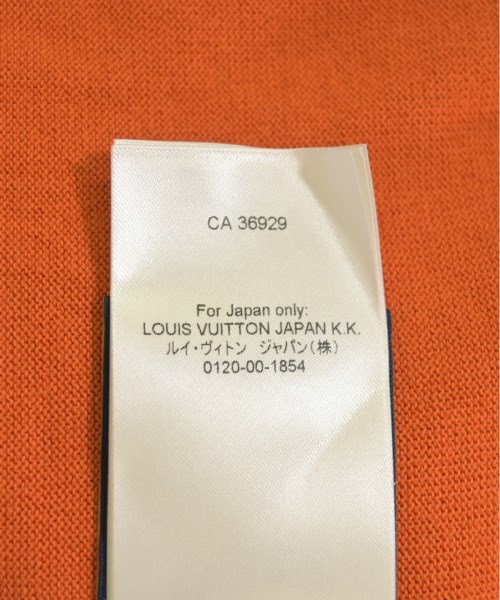 CA 36929
For Japan only:
LOUIS VUITTON JAPAN K.K.
ルイ・ヴィトン　ジャパン(株)
0120-00-1854